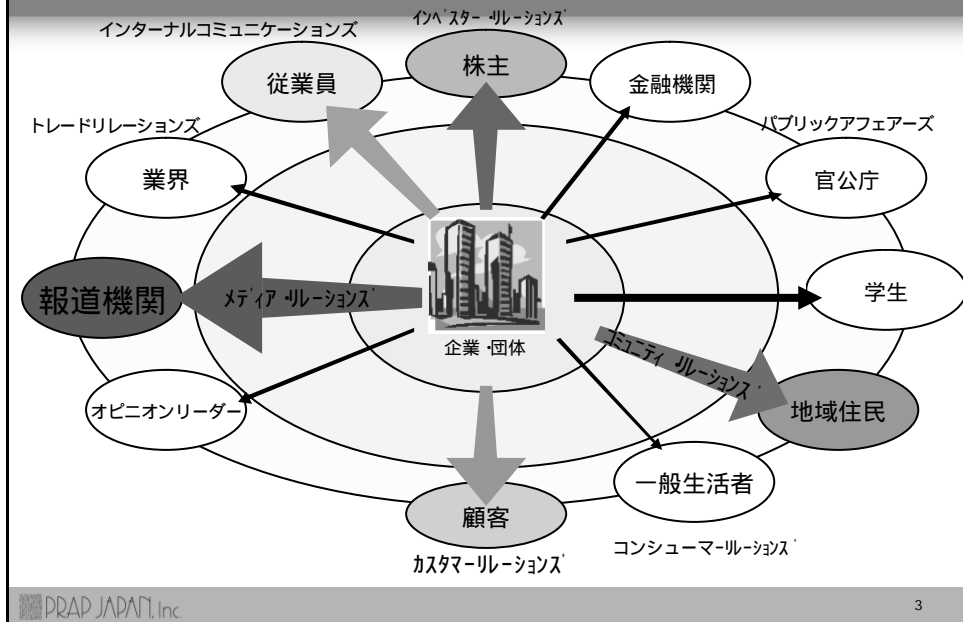 インベスター・リレーションズ
インターナルコミュニケーションズ
株主
従業員
金融機関
トレードリレーションズ
パブリックアフェアーズ
業界
官公庁
報道機関
メディア・リレーションズ
学生
企業・団体
コミュニティ・リレーションズ
オピニオンリーダー
地域住民
一般生活者
顧客
コンシューマーリレーションズ
カスタマーリレーションズ
PRAP JAPAN, Inc.
3